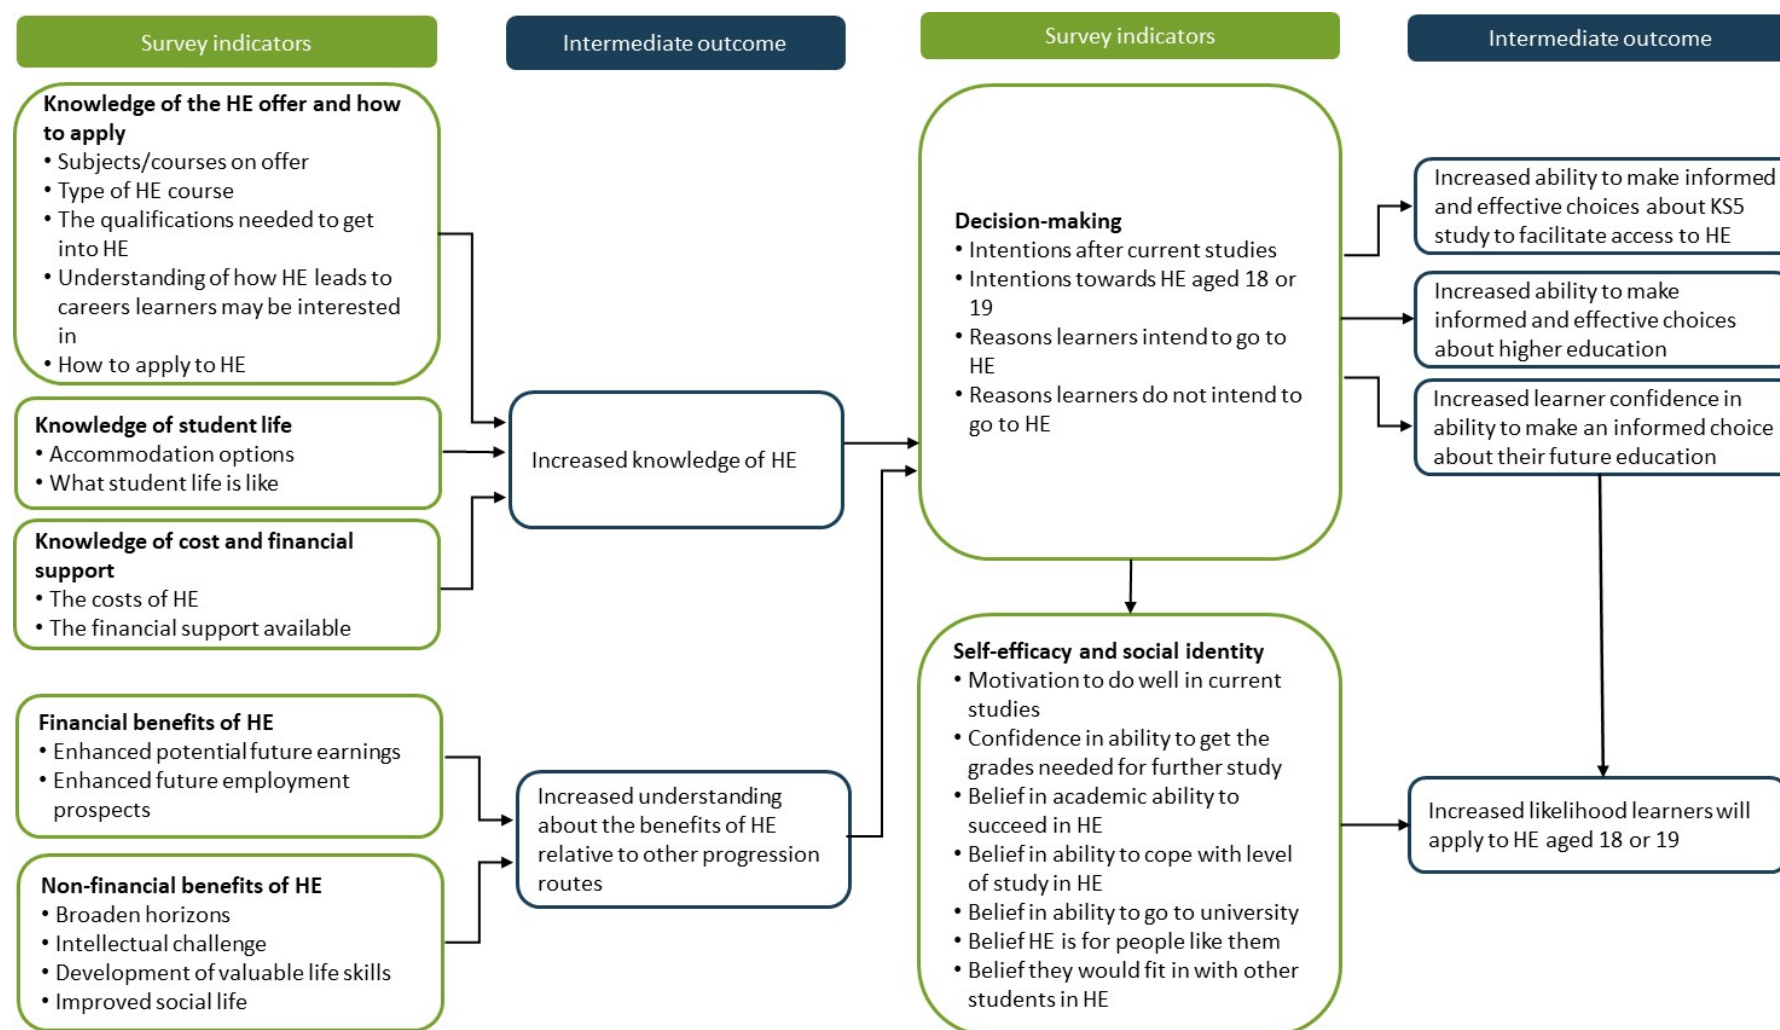 Survey indicators
Intermediate outcome
Survey indicators
Intermediate outcome
Knowledge of the HE offer and how
to apply
• Subjects/courses on offer
• Type of HE course
• The qualifications needed to get
into HE
• Understanding of how HE leads to
careers learners may be interested
in
• How to apply to HE
Knowledge of student life
• Accommodation options
• What student life is like
Knowledge of cost and financial
support
• The costs of HE
• The financial support available
Financial benefits of HE
• Enhanced potential future earnings
• Enhanced future employment
prospects
Non-financial benefits of HE
• Broaden horizons
• Intellectual challenge
• Development of valuable life skills
• Improved social life
Increased knowledge of HE
Increased understanding
about the benefits of HE
relative to other progression
routes
Decision-making
• Intentions after current studies
• Intentions towards HE aged 18 or
19
• Reasons learners intend to go to
HE
• Reasons learners do not intend to
go to HE
Self-efficacy and social identity
• Motivation to do well in current
studies
• Confidence in ability to get the
grades needed for further study
• Belief in academic ability to
succeed in HE
• Belief in ability to cope with level
of study in HE
• Belief in ability to go to university
• Belief HE is for people like them
• Belief they would fit in with other
students in HE
Increased ability to make informed
and effective choices about KS5
study to facilitate access to HE
Increased ability to make
informed and effective choices
about higher education
Increased learner confidence in
ability to make an informed choice
about their future education
Increased likelihood learners will
apply to HE aged 18 or 19